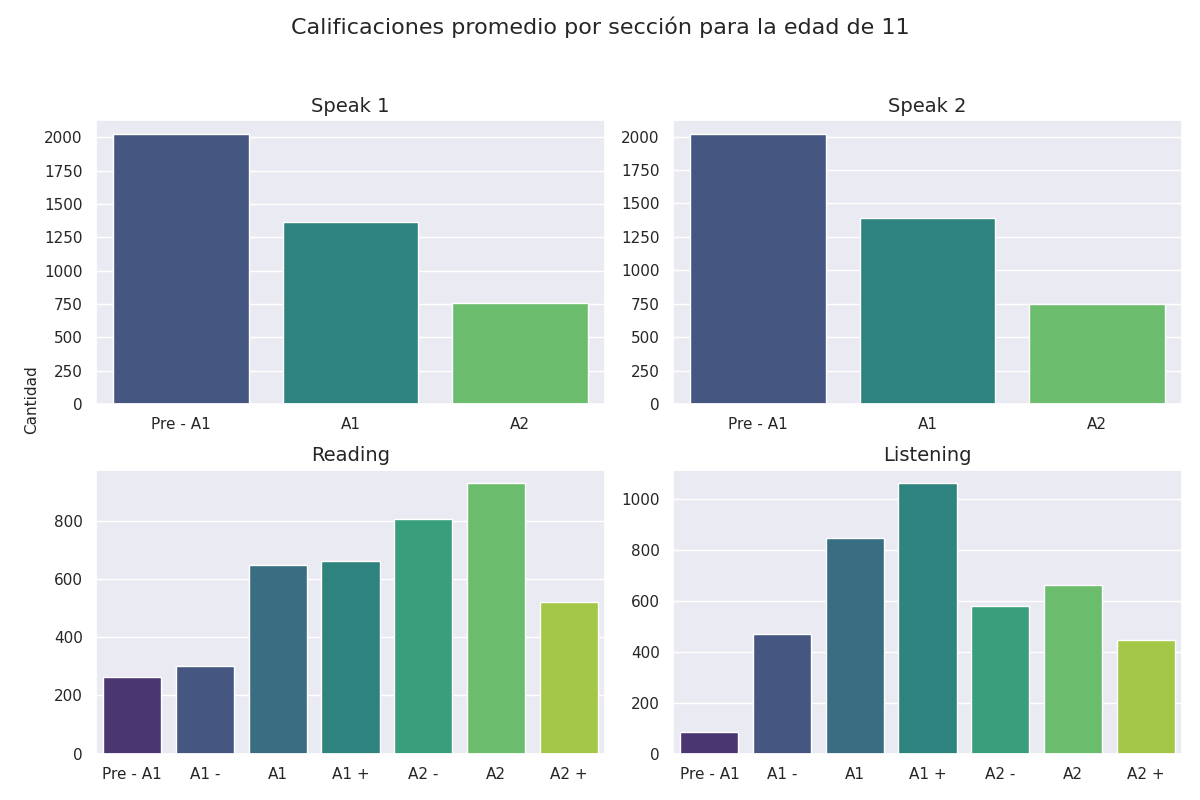 Calificaciones promedio por sección para la edad de 11
Speak 1
2000
1750
1500
1250
1000
750
500
250
0
Pre - A1 A1 A2
Speak 2
2000
1750
1500
1250
1000
750
500
250
0
Pre - A1 A1 A2
Cantidad
Reading
800
600
400
200
0
Pre - A1 A1 - A1 A1 + A2 - A2 A2 +
Listening
1000
800
600
400
200
0
Pre - A1 A1 - A1 A1 + A2 - A2 A2 +